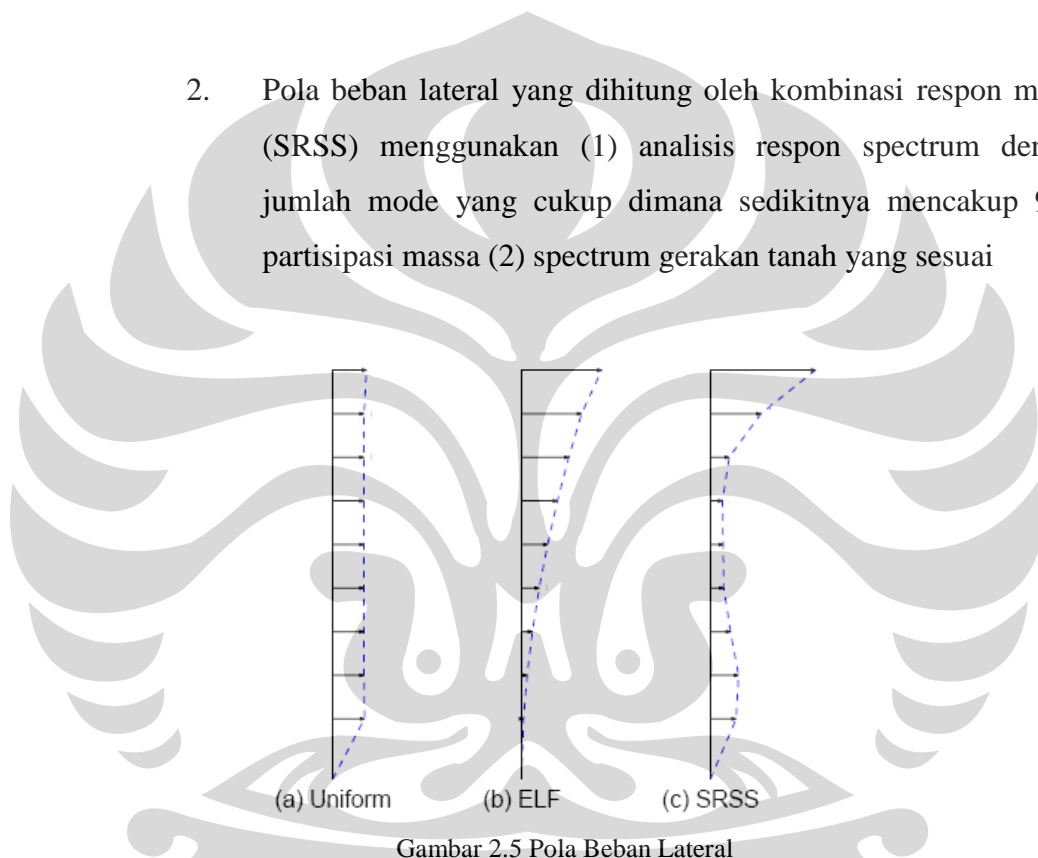 2. Pola beban lateral yang dihitung oleh kombinasi respon
(SRSS) menggunakan (1) analisis respon spectrum
jumlah mode yang cukup dimana sedikitnya mencakup
partisipasi massa (2) spectrum gerakan tanah yang sesuai
(a) Uniform (b) ELF (c) SRSS
Gambar 2.5 Pola Beban Lateral